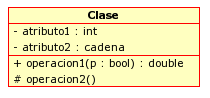 Clase
- atributo1 : int
- atributo2 : cadena
+ operacion1(p : bool) : double
# operacion2()